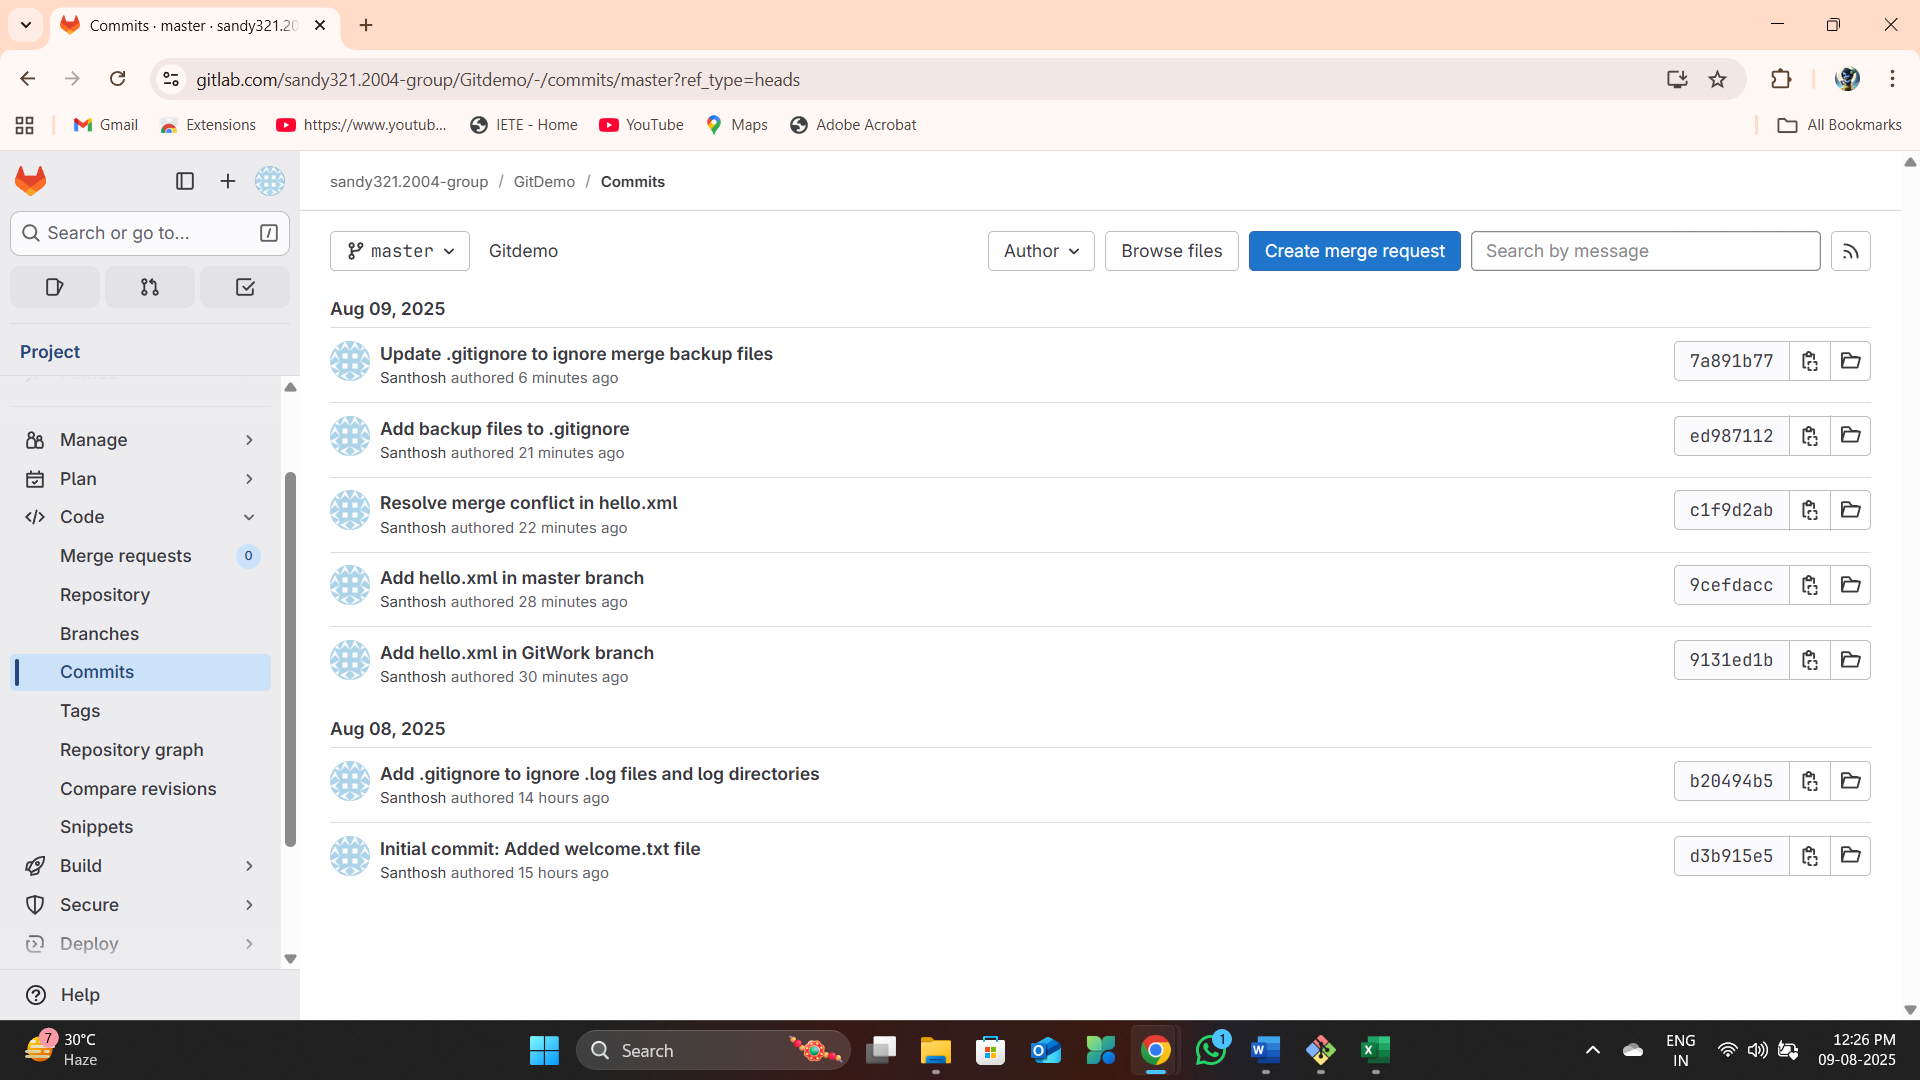 Commits · master · sandy321.20
gitlab.com/sandy321.2004-group/Gitdemo/-/commits/master?ref_type=heads
Gmail
Extensions
https://www.youtub...
IETE - Home
YouTube
Maps
Adobe Acrobat
All Bookmarks
Search or go to...
/
Project
Manage
Plan
Code
Merge requests 0
Repository
Branches
Commits
Tags
Repository graph
Compare revisions
Snippets
Build
Secure
Deploy
Help
sandy321.2004-group / GitDemo / Commits
master
Gitdemo
Author
Browse files
Create merge request
Search by message
Aug 09, 2025
Update .gitignore to ignore merge backup files
Santhosh authored 6 minutes ago
7a891b77
Add backup files to .gitignore
Santhosh authored 21 minutes ago
ed987112
Resolve merge conflict in hello.xml
Santhosh authored 22 minutes ago
c1f9d2ab
Add hello.xml in master branch
Santhosh authored 28 minutes ago
9cefdacc
Add hello.xml in GitWork branch
Santhosh authored 30 minutes ago
9131ed1b
Aug 08, 2025
Add .gitignore to ignore .log files and log directories
Santhosh authored 14 hours ago
b20494b5
Initial commit: Added welcome.txt file
Santhosh authored 15 hours ago
d3b915e5
7
30°C
Haze
Search
1
ENG
IN
12:26 PM
09-08-2025